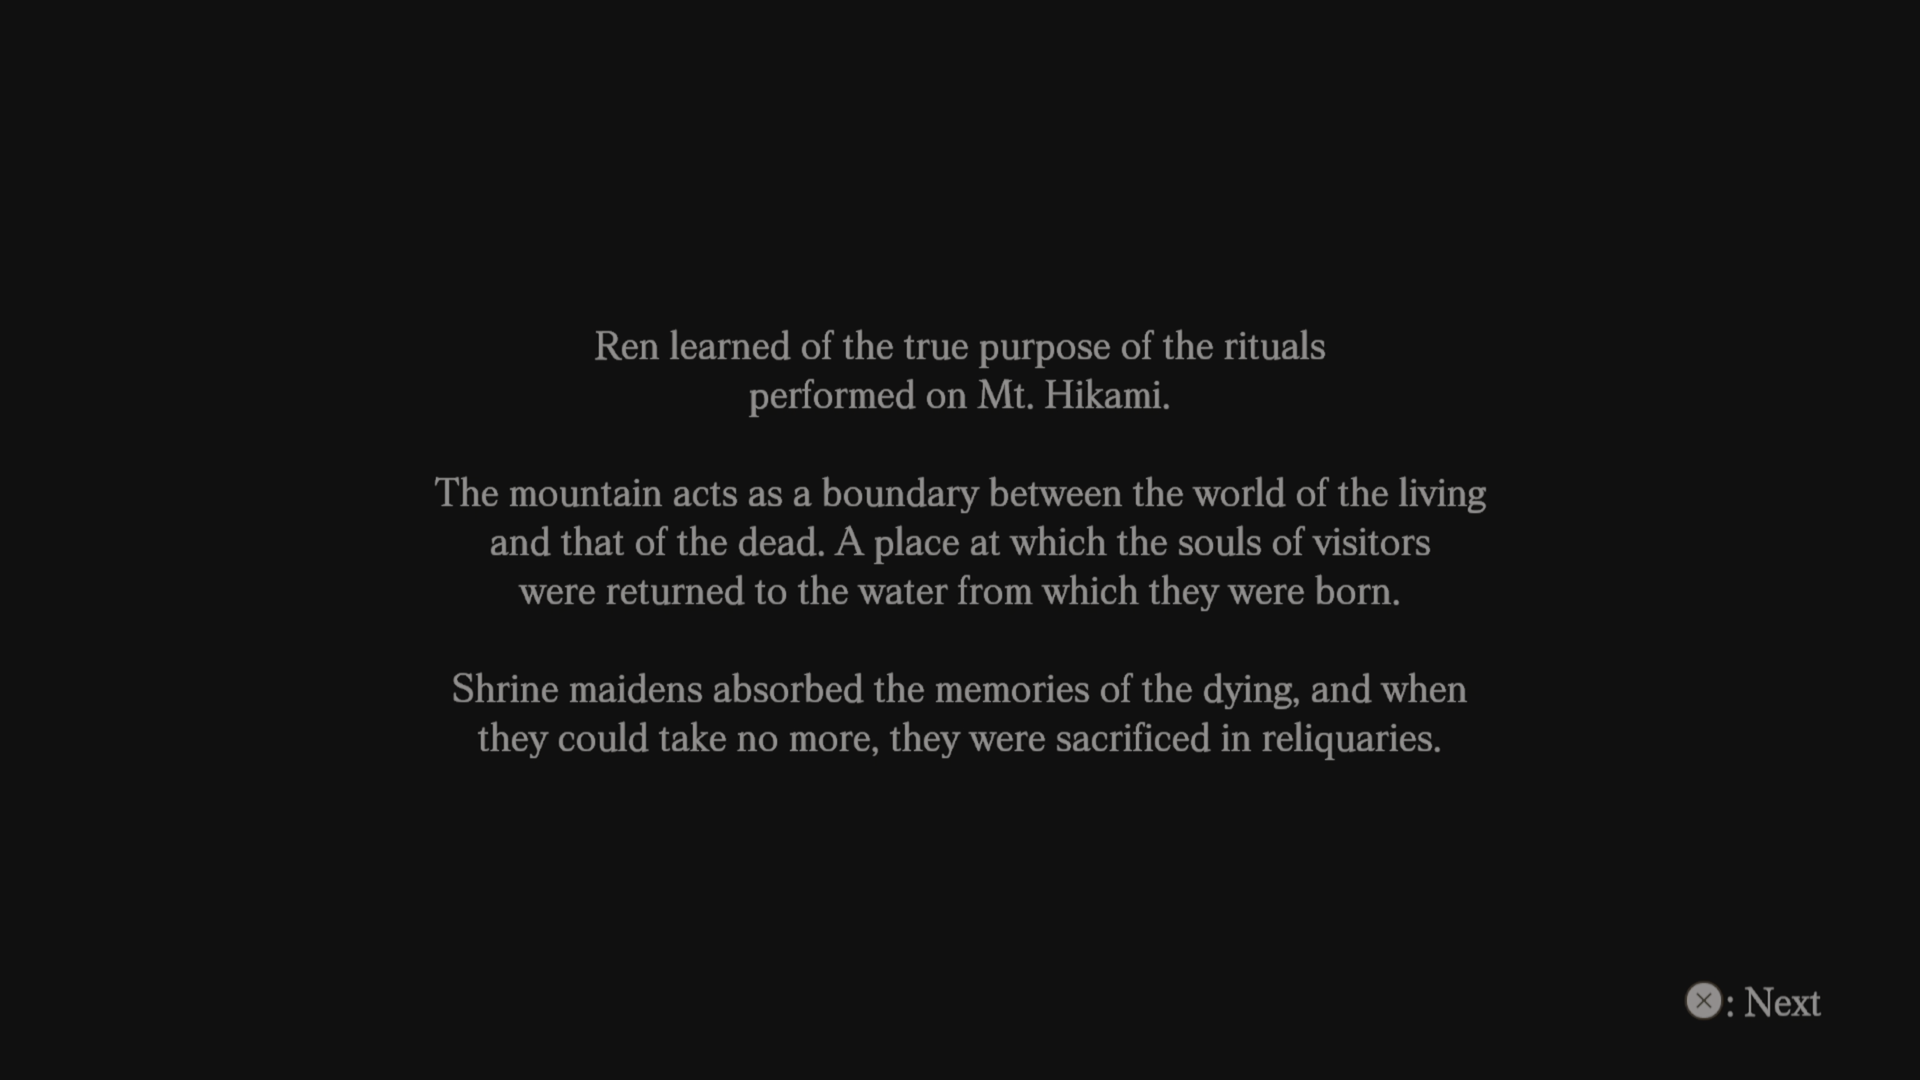 Ren learned of the true purpose of the rituals
performed on Mt. Hikami.
The mountain acts as a boundary between the world of the living
and that of the dead. A place at which the souls of visitors
were returned to the water from which they were born.
Shrine maidens absorbed the memories of the dying, and when
they could take no more, they were sacrificed in reliquaries.
: Next